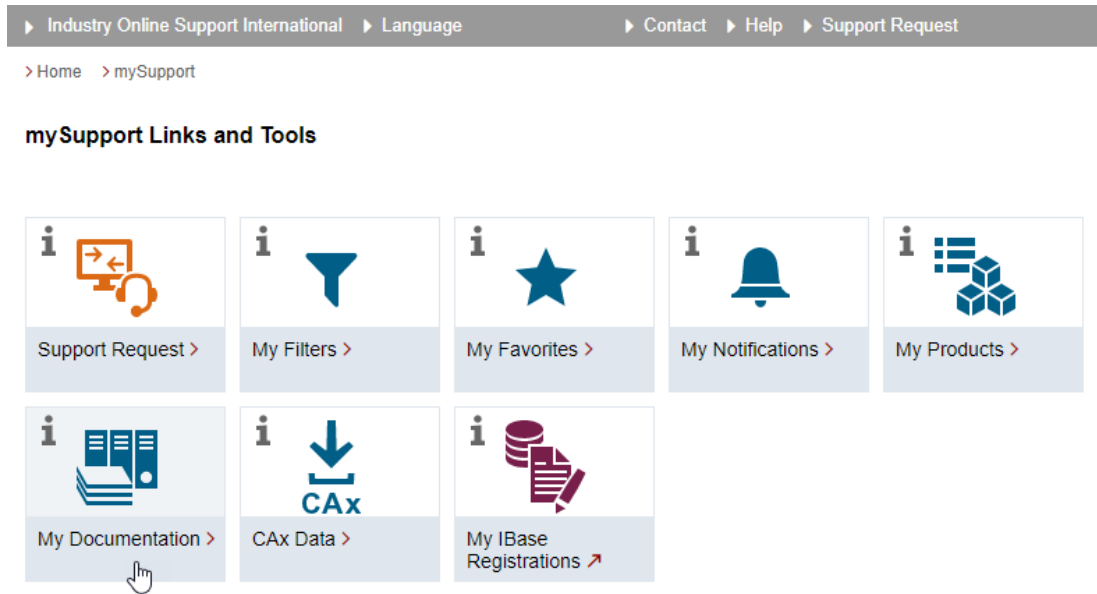 Industry Online Support International Language Contact Help Support Request
Home mySupport
mySupport Links and Tools
Support Request
My Filters
My Favorites
My Notifications
My Products
CAx
My Documentation
CAx Data
My IBase
Registrations